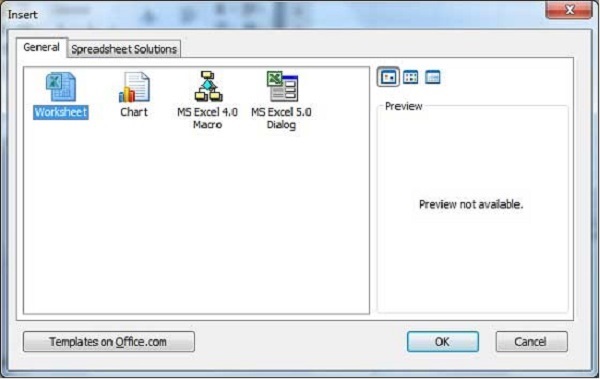 Insert
General
Spreadsheet Solutions
Worksheet
Chart
MS Excel 4.0
Macro
MS Excel 5.0
Dialog
Preview
Preview not available.
Templates on Office.com
OK
Cancel